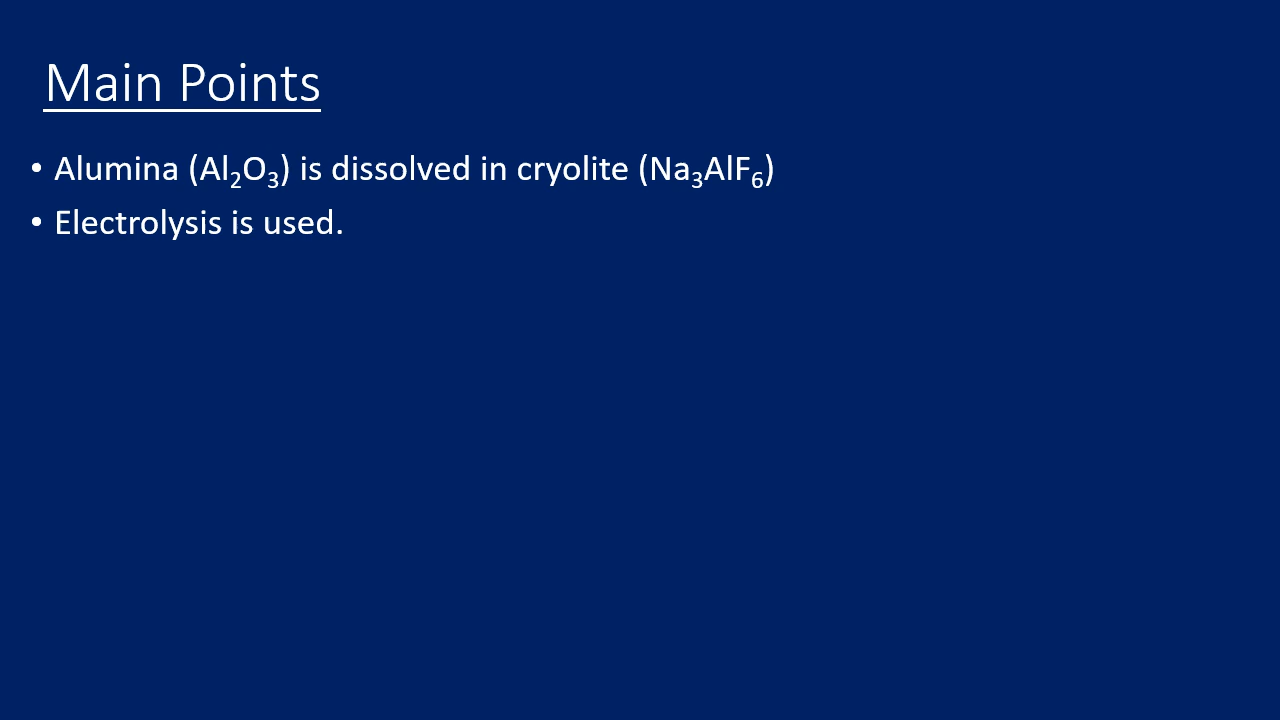 Main Points
• Alumina (Al₂O₃) is dissolved in cryolite (Na₃AlF₆)
• Electrolysis is used.